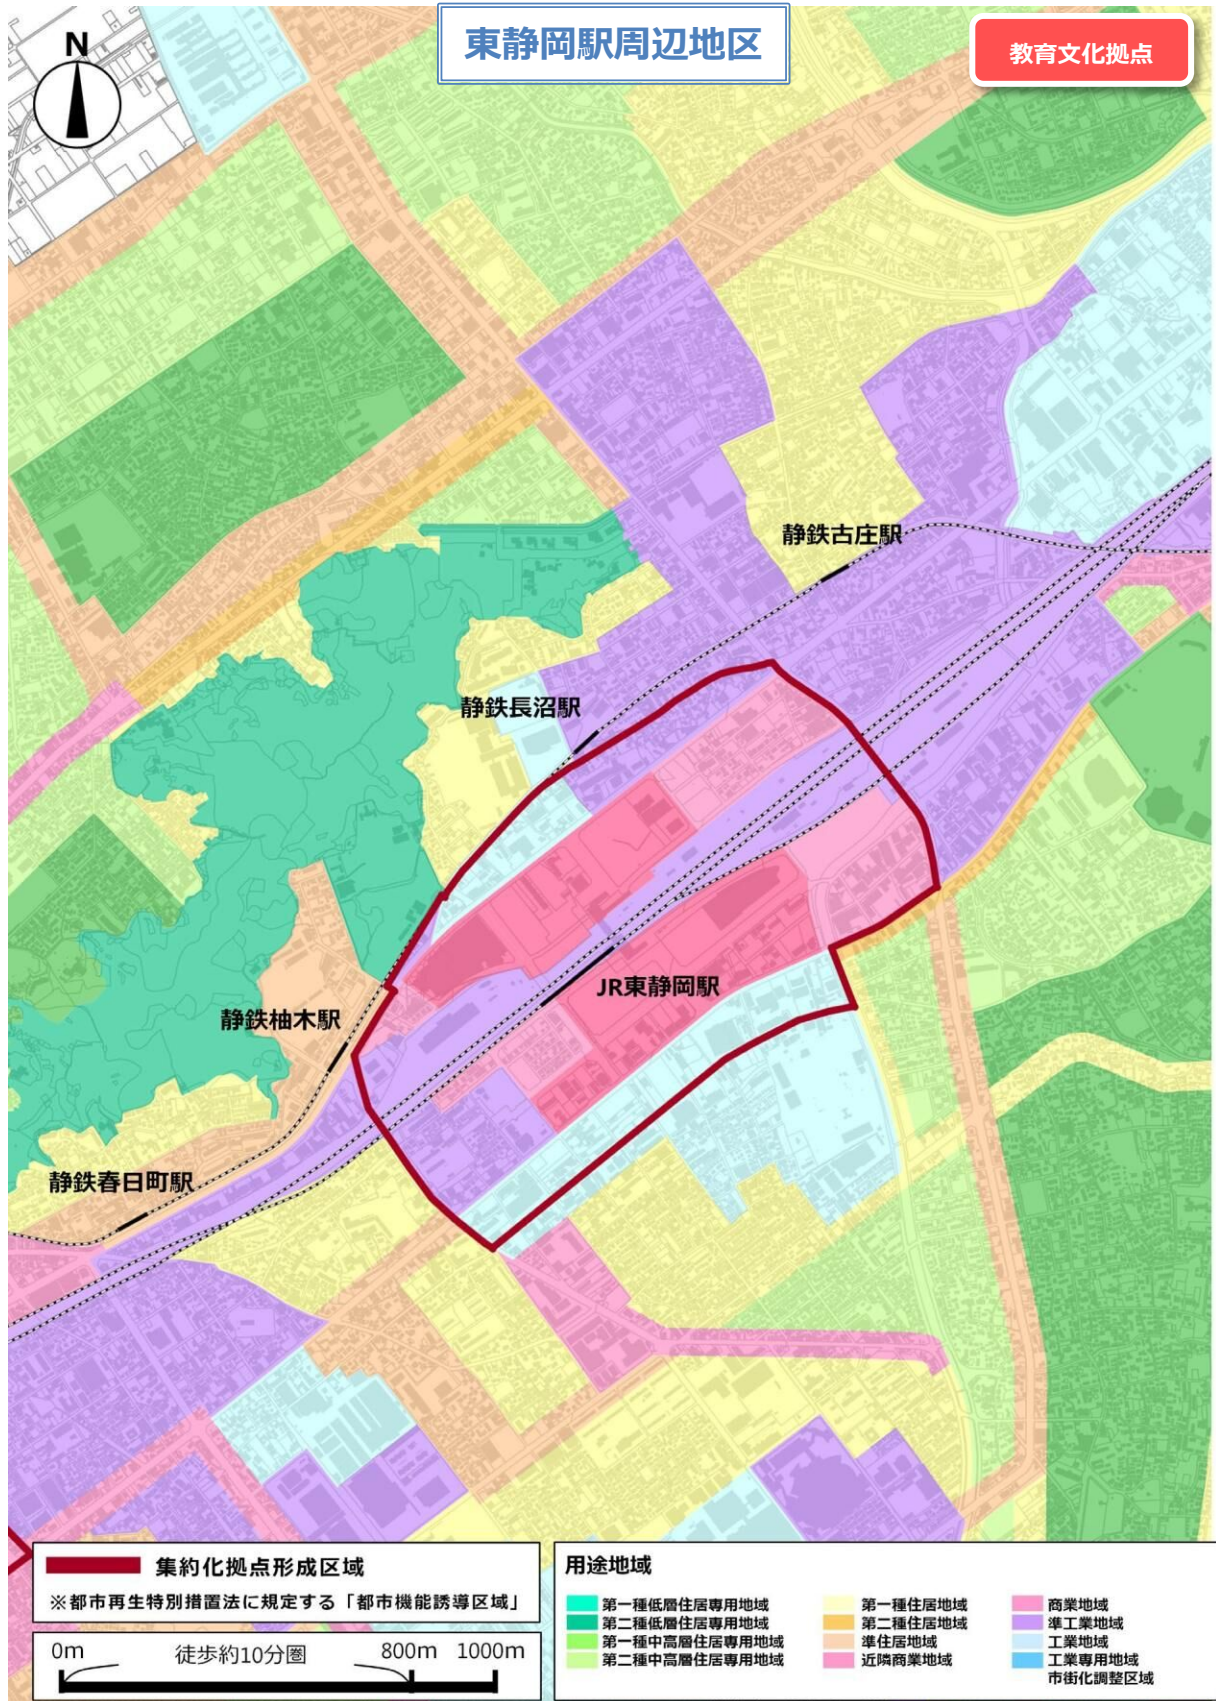 東静岡駅周辺地区
教育文化拠点
N
静鉄古庄駅
静鉄長沼駅
JR東静岡駅
静鉄柚木駅
静鉄春日町駅
集約化拠点形成区域
※都市再生特別措置法に規定する「都市機能誘導区域」
0m 徒歩約10分圏 800m 1000m
用途地域
第一種低層住居専用地域
第二種低層住居専用地域
第一種中高層住居専用地域
第二種中高層住居専用地域
第一種住居地域
第二種住居地域
準住居地域
近隣商業地域
商業地域
準工業地域
工業地域
工業専用地域
市街化調整区域